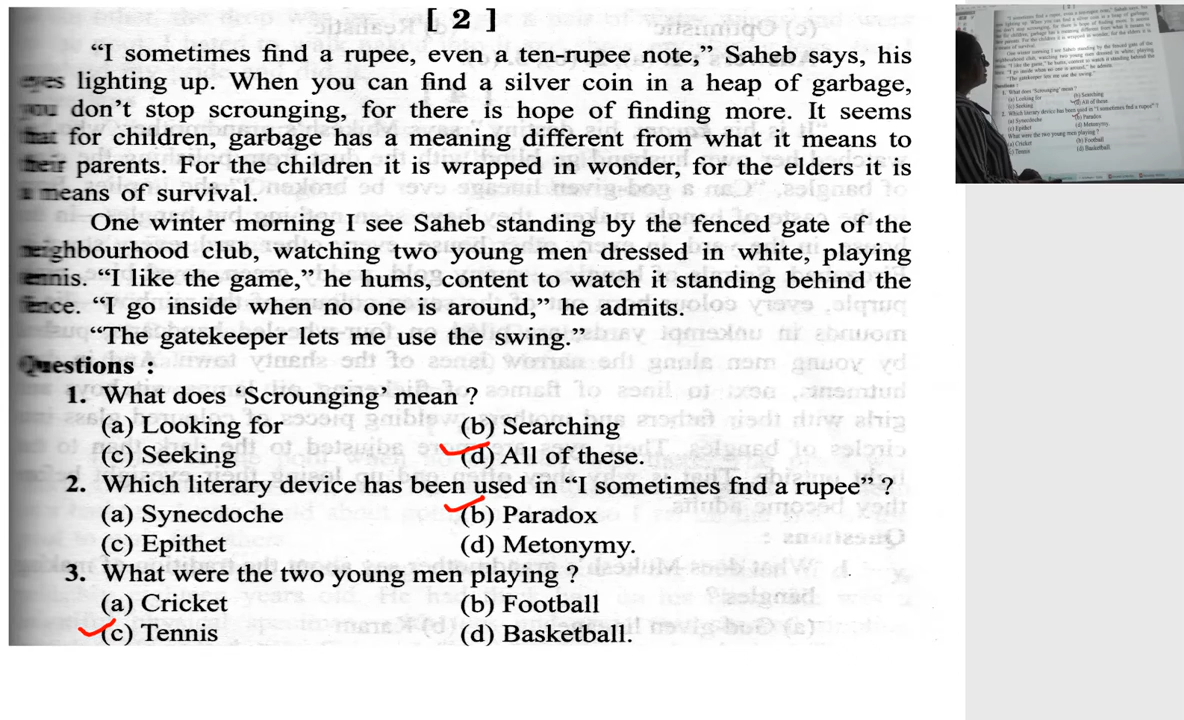 [ 2 ]
“I sometimes find a rupee, even a ten-rupee note,” Saheb says, his
eyes lighting up. When you can find a silver coin in a heap of garbage,
you don’t stop scrounging, for there is hope of finding more. It seems
that for children, garbage has a meaning different from what it means to
their parents. For the children it is wrapped in wonder, for the elders it is
a means of survival.
One winter morning I see Saheb standing by the fenced gate of the
neighbourhood club, watching two young men dressed in white, playing
tennis. “I like the game,” he hums, content to watch it standing behind the
fence. “I go inside when no one is around,” he admits.
“The gatekeeper lets me use the swing.”
Questions :
1. What does ‘Scrounging’ mean ?
(a) Looking for (b) Searching
(c) Seeking (d) All of these.
2. Which literary device has been used in “I sometimes fnd a rupee” ?
(a) Synecdoche (b) Paradox
(c) Epithet (d) Metonymy.
3. What were the two young men playing ?
(a) Cricket (b) Football
(c) Tennis (d) Basketball.